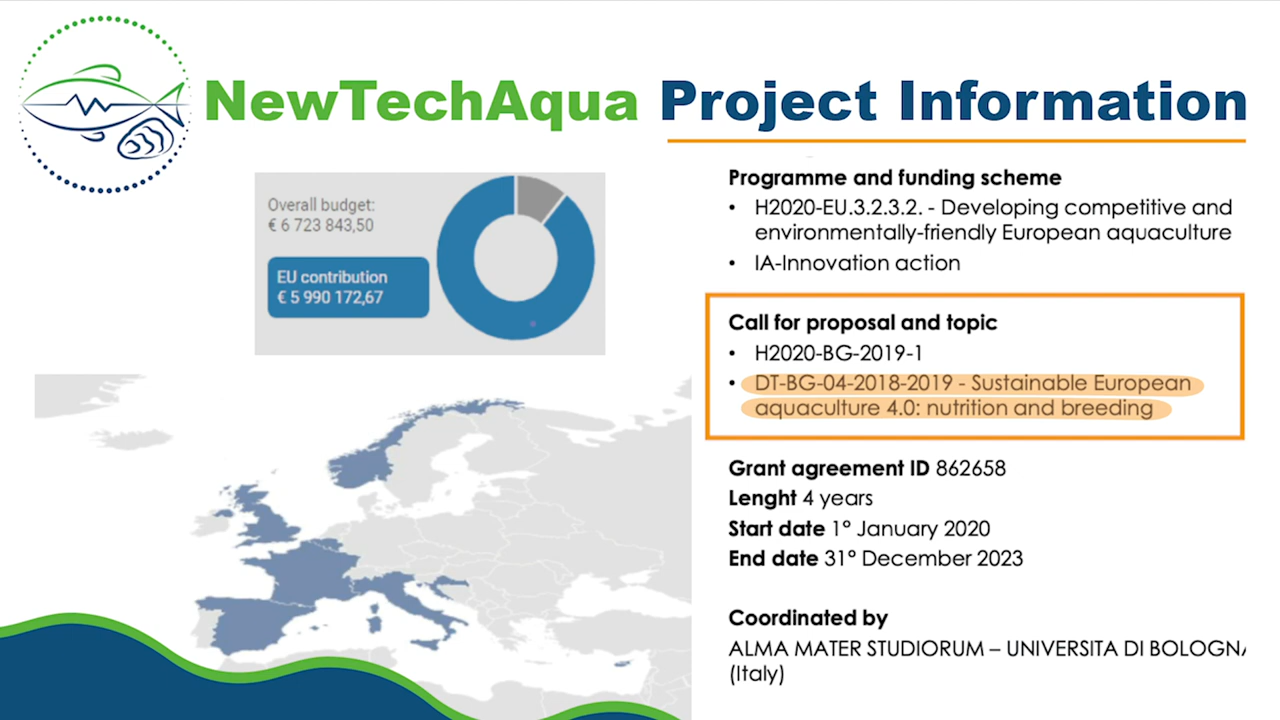 NewTechAqua Project Information
Overall budget:
€ 6 723 843,50
EU contribution
€ 5 990 172,67
Programme and funding scheme
• H2020-EU.3.2.3.2. - Developing competitive and
environmentally-friendly European aquaculture
• IA-Innovation action
Call for proposal and topic
• H2020-BG-2019-1
• DT-BG-04-2018-2019 - Sustainable European
aquaculture 4.0: nutrition and breeding
Grant agreement ID 862658
Lenght 4 years
Start date 1° January 2020
End date 31° December 2023
Coordinated by
ALMA MATER STUDIORUM – UNIVERSITA DI BOLOGNA
(Italy)